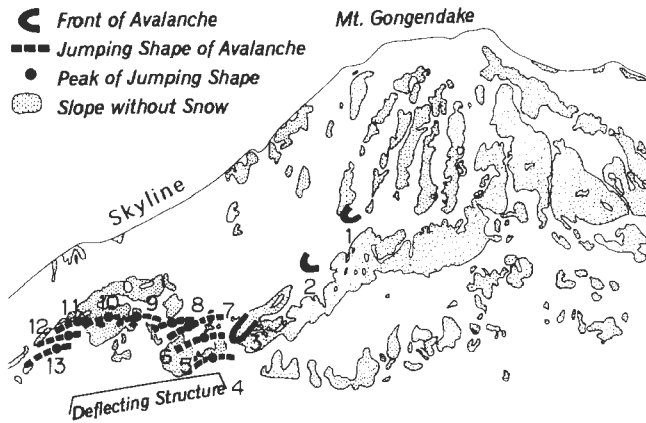 Front of Avalanche
Mt. Gongendake
Jumping Shape of Avalanche
Peak of Jumping Shape
Slope without Snow
Skyline
1
2
3
4
5
6
7
8
9
10
11
12
13
Deflecting Structure